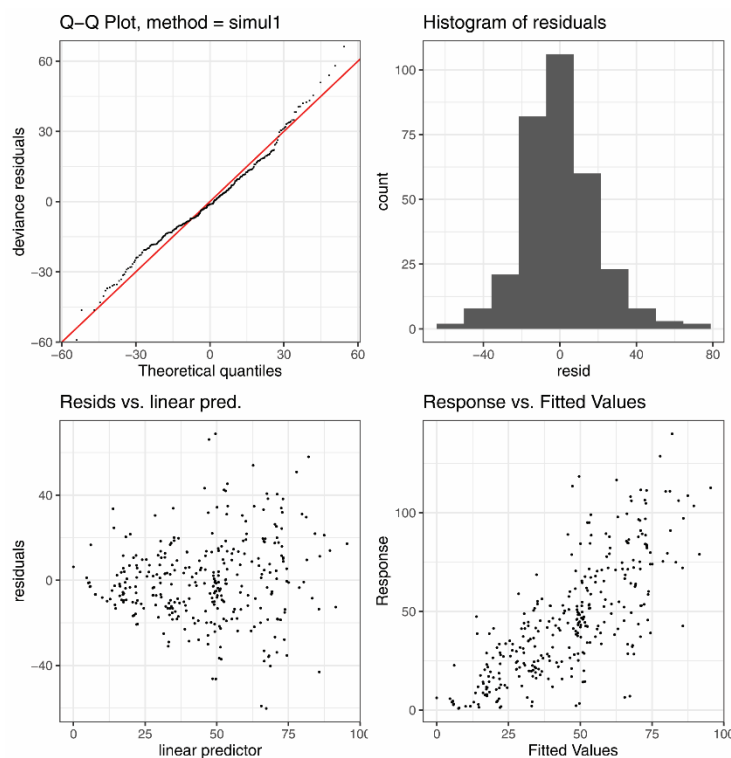 Q−Q Plot, method = simul1
60
30
0
−30
−60
deviance residuals
−60
−30
0
30
60
Theoretical quantiles
Histogram of residuals
100
75
50
25
0
count
−40
0
40
80
resid
Resids vs. linear pred.
40
0
−40
residuals
0
25
50
75
100
linear predictor
Response vs. Fitted Values
100
50
0
Response
0
25
50
75
100
Fitted Values